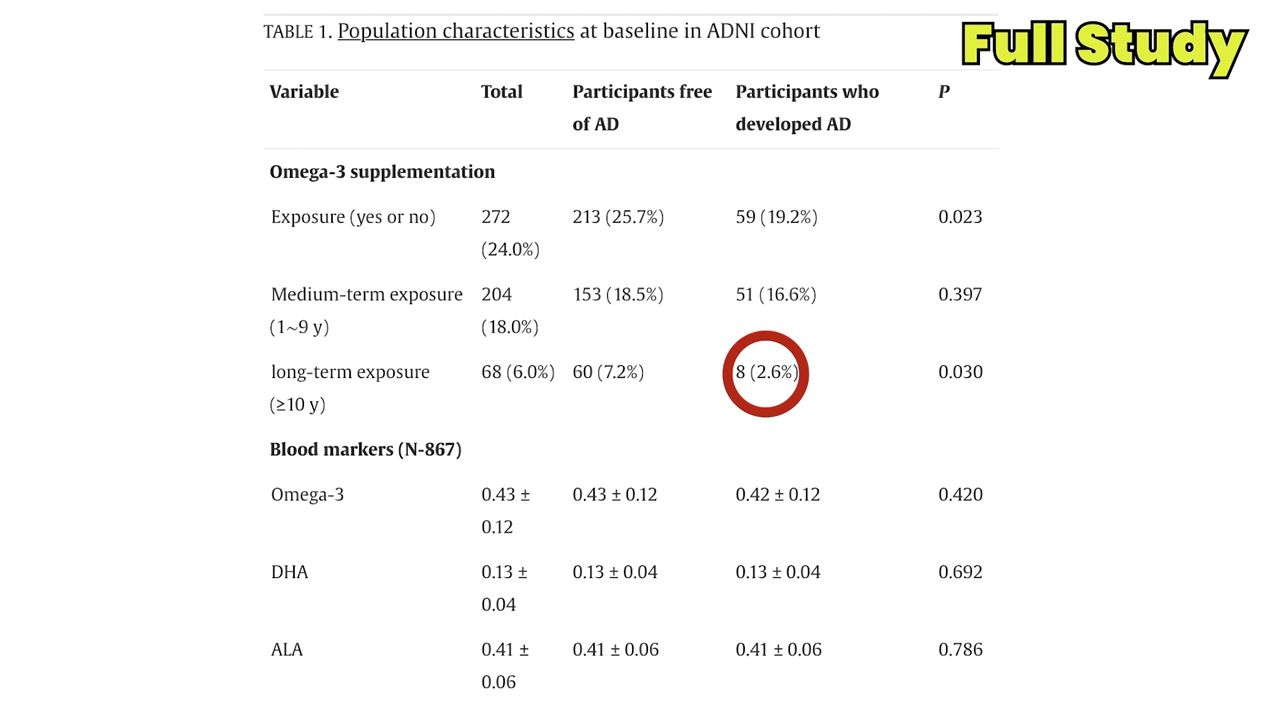 TABLE 1. Population characteristics at baseline in ADNI cohort
Full Study
Variable Total Participants free of AD Participants who developed AD P
Omega-3 supplementation
Exposure (yes or no) 272 (24.0%) 213 (25.7%) 59 (19.2%) 0.023
Medium-term exposure (1~9 y) 204 (18.0%) 153 (18.5%) 51 (16.6%) 0.397
long-term exposure (≥10 y) 68 (6.0%) 60 (7.2%) 8 (2.6%) 0.030
Blood markers (N-867)
Omega-3 0.43 ± 0.12 0.43 ± 0.12 0.42 ± 0.12 0.420
DHA 0.13 ± 0.04 0.13 ± 0.04 0.13 ± 0.04 0.692
ALA 0.41 ± 0.06 0.41 ± 0.06 0.41 ± 0.06 0.786